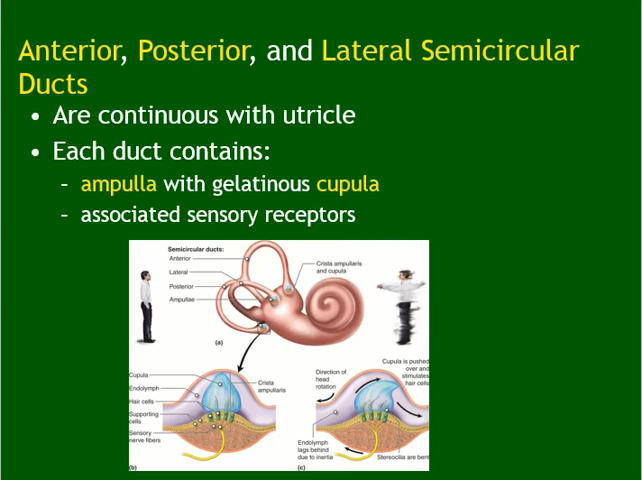 Anterior, Posterior, and Lateral Semicircular
Ducts
• Are continuous with utricle
• Each duct contains:
– ampulla with gelatinous cupula
– associated sensory receptors
Semicircular ducts:
Anterior
Lateral
Posterior
Ampullae
Crista ampullaris
and cupula
(a)
Cupula
Endolymph
Hair cells
Supporting
cells
Sensory
nerve fibers
Crista
ampullaris
(b)
Direction of
head
rotation
Cupula is pushed
over and
stimulates
hair cells
Endolymph
lags behind
due to inertia
Stereocilia are bent
(c)